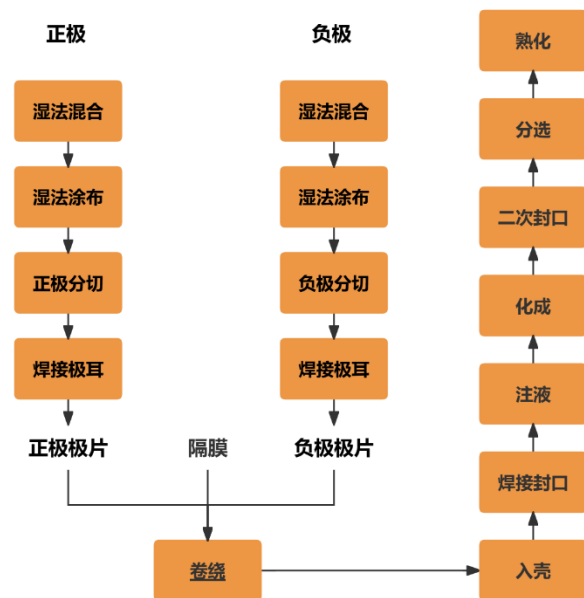 正极
湿法混合
湿法涂布
正极分切
焊接极耳
正极极片
隔膜
负极
湿法混合
湿法涂布
负极分切
焊接极耳
负极极片
卷绕
入壳
焊接封口
注液
化成
二次封口
分选
熟化